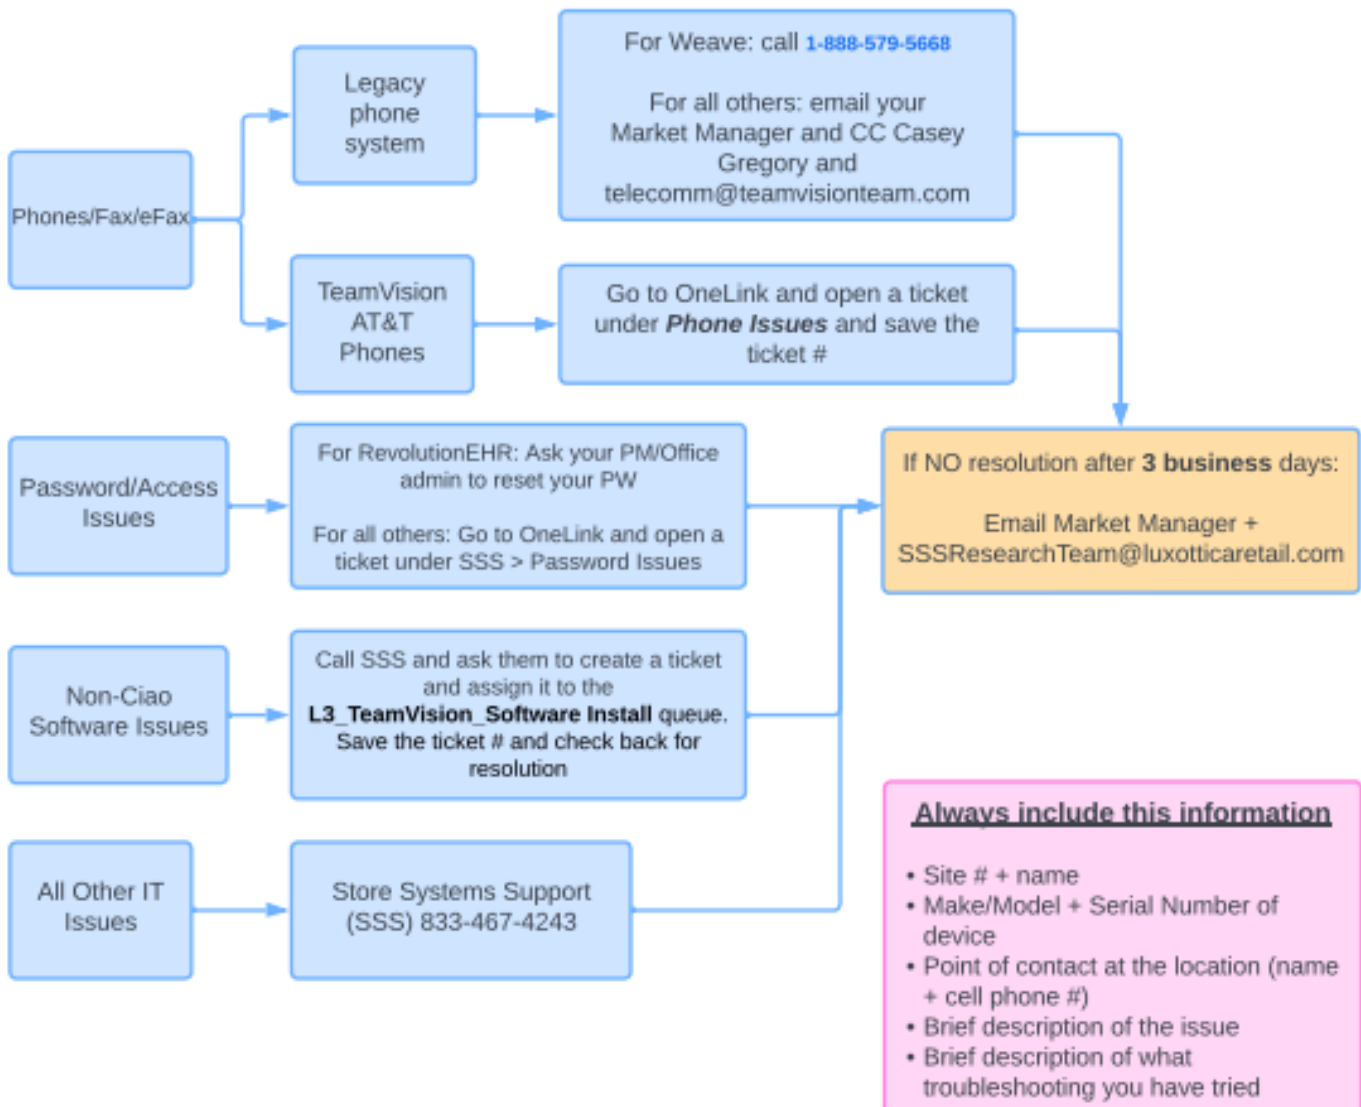 Phones/Fax/eFax
Legacy
phone
system
For Weave: call 1-888-579-5668
For all others: email your
Market Manager and CC Casey
Gregory and
telecomm@teamvisionteam.com
TeamVision
AT&T
Phones
Go to OneLink and open a ticket
under Phone Issues and save the
ticket #
Password/Access
Issues
For RevolutionEHR: Ask your PM/Office
admin to reset your PW
For all others: Go to OneLink and open a
ticket under SSS > Password Issues
If NO resolution after 3 business days:
Email Market Manager +
SSSResearchTeam@luxotticaretail.com
Non-Ciao
Software Issues
Call SSS and ask them to create a ticket
and assign it to the
L3_TeamVision_Software Install queue.
Save the ticket # and check back for
resolution
All Other IT
Issues
Store Systems Support
(SSS) 833-467-4243
Always include this information
• Site # + name
• Make/Model + Serial Number of
device
• Point of contact at the location (name
+ cell phone #)
• Brief description of the issue
• Brief description of what
troubleshooting you have tried